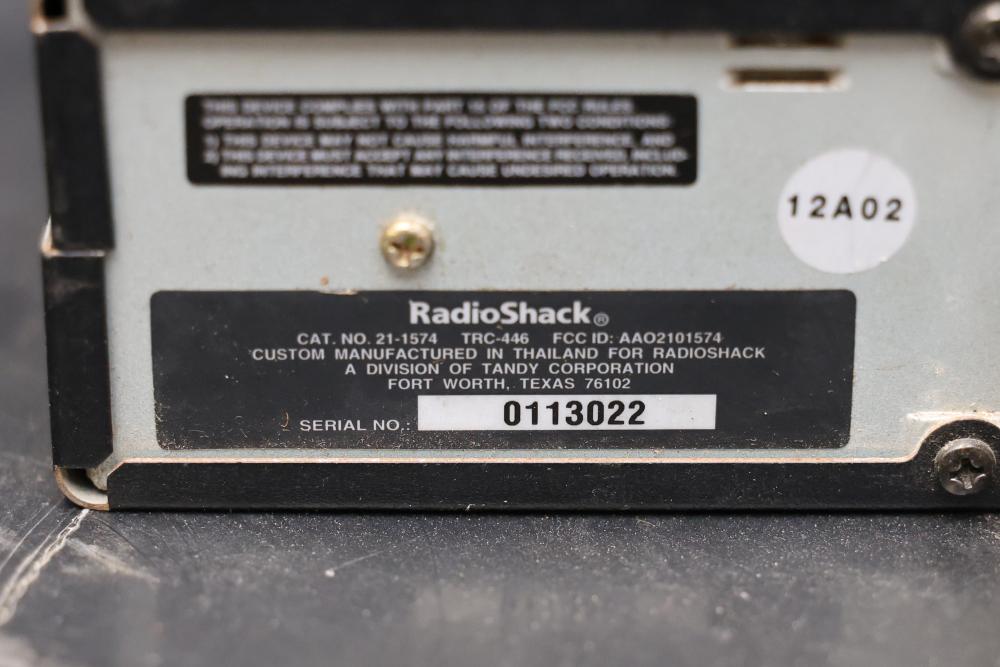 THIS DEVICE COMPLIES WITH PART 15 OF THE FCC RULES.
OPERATION IS SUBJECT TO THE FOLLOWING TWO CONDITIONS:
1) THIS DEVICE MAY NOT CAUSE HARMFUL INTERFERENCE, AND
2) THIS DEVICE MUST ACCEPT ANY INTERFERENCE RECEIVED, INCLUD-
ING INTERFERENCE THAT MAY CAUSE UNDESIRED OPERATION.
12A02
RadioShack®
CAT. NO. 21-1574 TRC-446 FCC ID: AAO2101574
CUSTOM MANUFACTURED IN THAILAND FOR RADIOSHACK
A DIVISION OF TANDY CORPORATION
FORT WORTH, TEXAS 76102
SERIAL NO.: 0113022